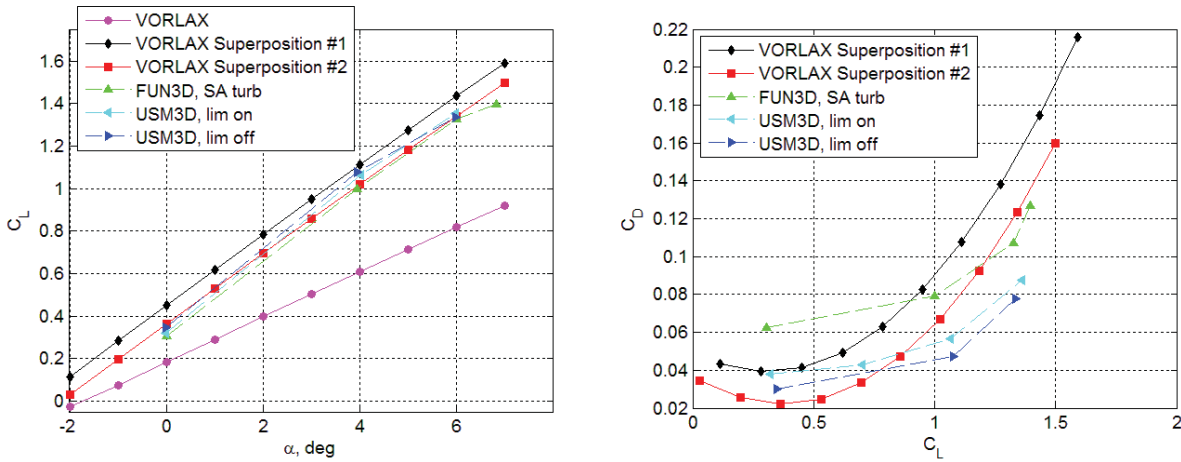 VORLAX
VORLAX Superposition #1
VORLAX Superposition #2
FUN3D, SA turb
USM3D, lim on
USM3D, lim off
1.6
1.4
1.2
1
0.8
0.6
0.4
0.2
0
C_L
-2
0
2
4
6
α, deg
VORLAX Superposition #1
VORLAX Superposition #2
FUN3D, SA turb
USM3D, lim on
USM3D, lim off
0.22
0.2
0.18
0.16
0.14
0.12
0.1
0.08
0.06
0.04
0.02
C_D
0
0.5
1
1.5
2
C_L